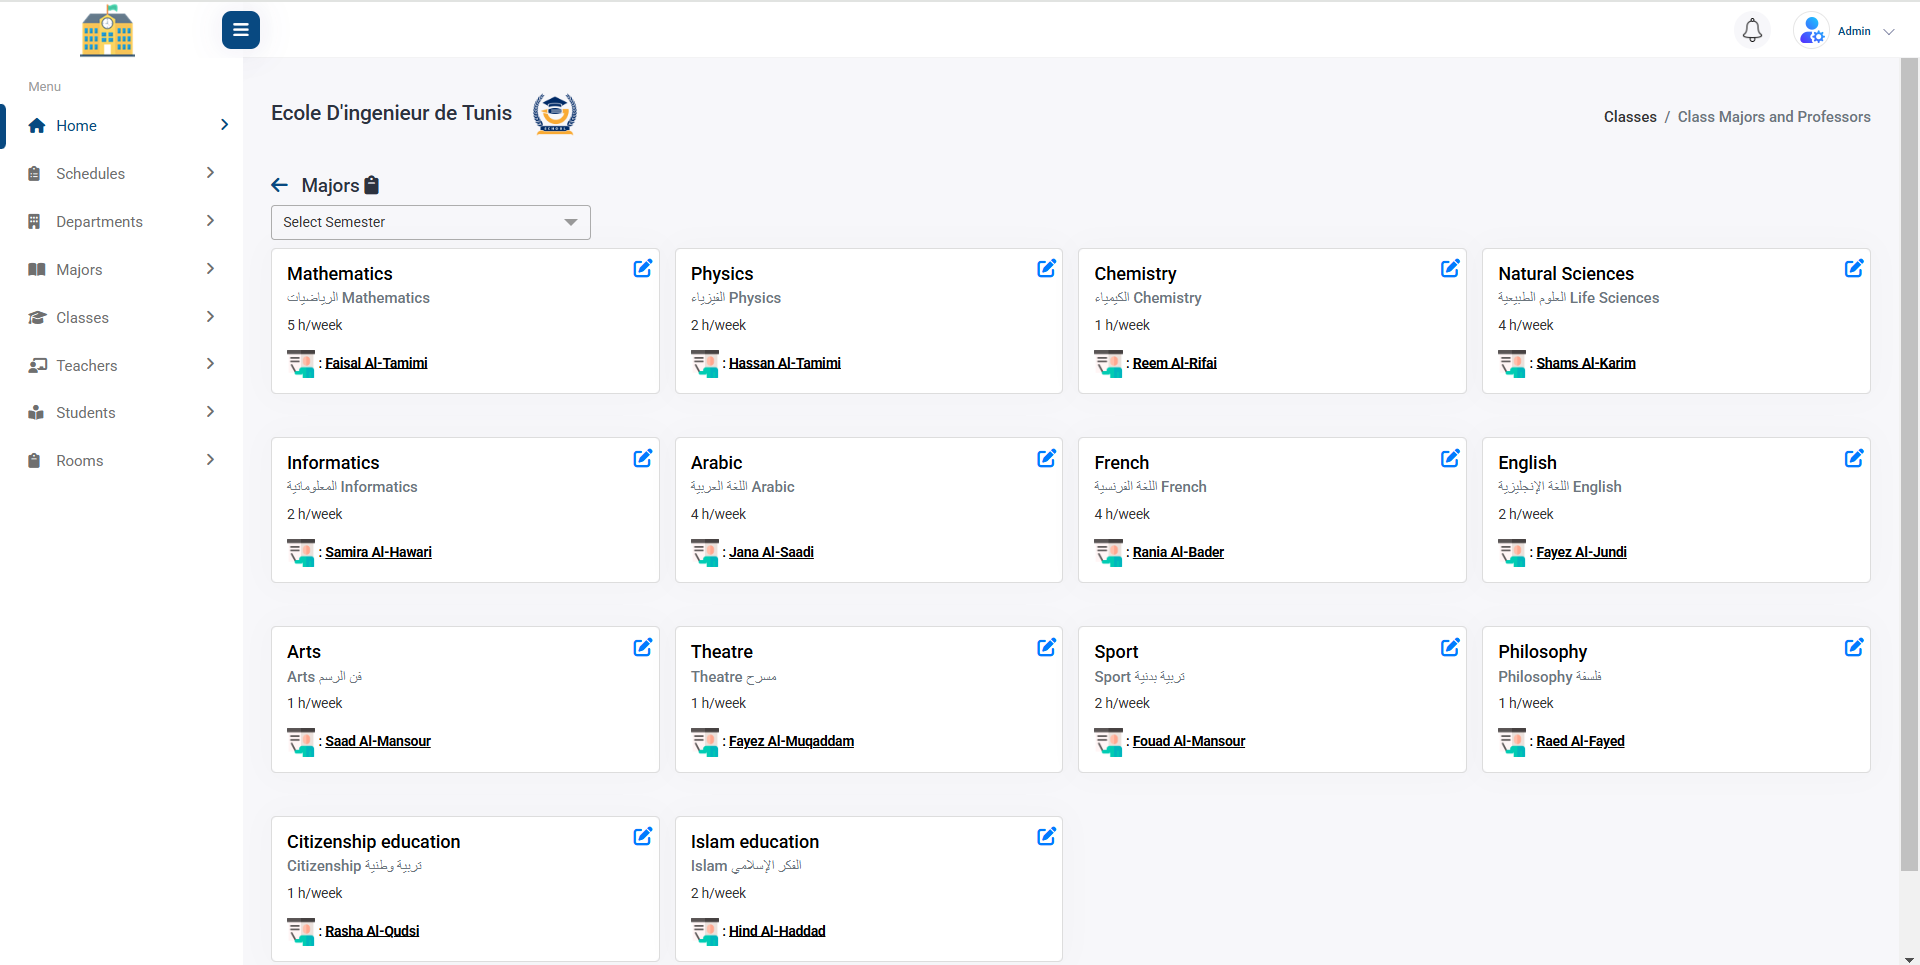 Admin
Menu
Home
Schedules
Departments
Majors
Classes
Teachers
Students
Rooms
Ecole D'ingenieur de Tunis
SCHOOL
Classes / Class Majors and Professors
Majors
Select Semester
Mathematics
الرياضيات Mathematics
5 h/week
: Faisal Al-Tamimi
Physics
الفيزياء Physics
2 h/week
: Hassan Al-Tamimi
Chemistry
الكيمياء Chemistry
1 h/week
: Reem Al-Rifai
Natural Sciences
العلوم الطبيعية Life Sciences
4 h/week
: Shams Al-Karim
Informatics
المعلوماتية Informatics
2 h/week
: Samira Al-Hawari
Arabic
اللغة العربية Arabic
4 h/week
: Jana Al-Saadi
French
اللغة الفرنسية French
4 h/week
: Rania Al-Bader
English
اللغة الإنجليزية English
2 h/week
: Fayez Al-Jundi
Arts
Arts فن الرسم
1 h/week
: Saad Al-Mansour
Theatre
Theatre مسرح
1 h/week
: Fayez Al-Muqaddam
Sport
Sport تربية بدنية
2 h/week
: Fouad Al-Mansour
Philosophy
Philosophy فلسفة
1 h/week
: Raed Al-Fayed
Citizenship education
Citizenship تربية وطنية
1 h/week
: Rasha Al-Qudsi
Islam education
Islam الفكر الإسلامي
2 h/week
: Hind Al-Haddad